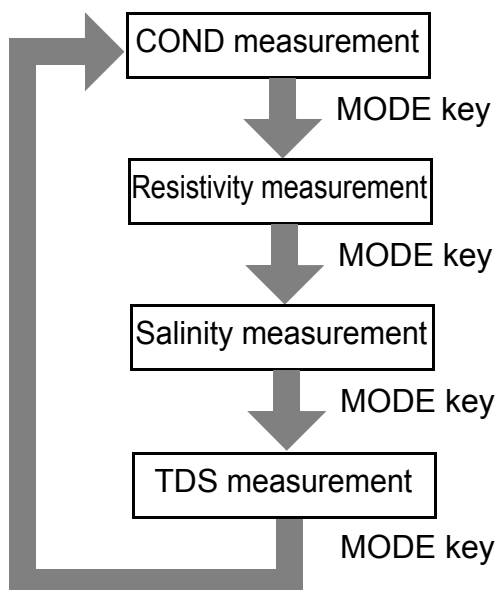 COND measurement
MODE key
Resistivity measurement
MODE key
Salinity measurement
MODE key
TDS measurement
MODE key